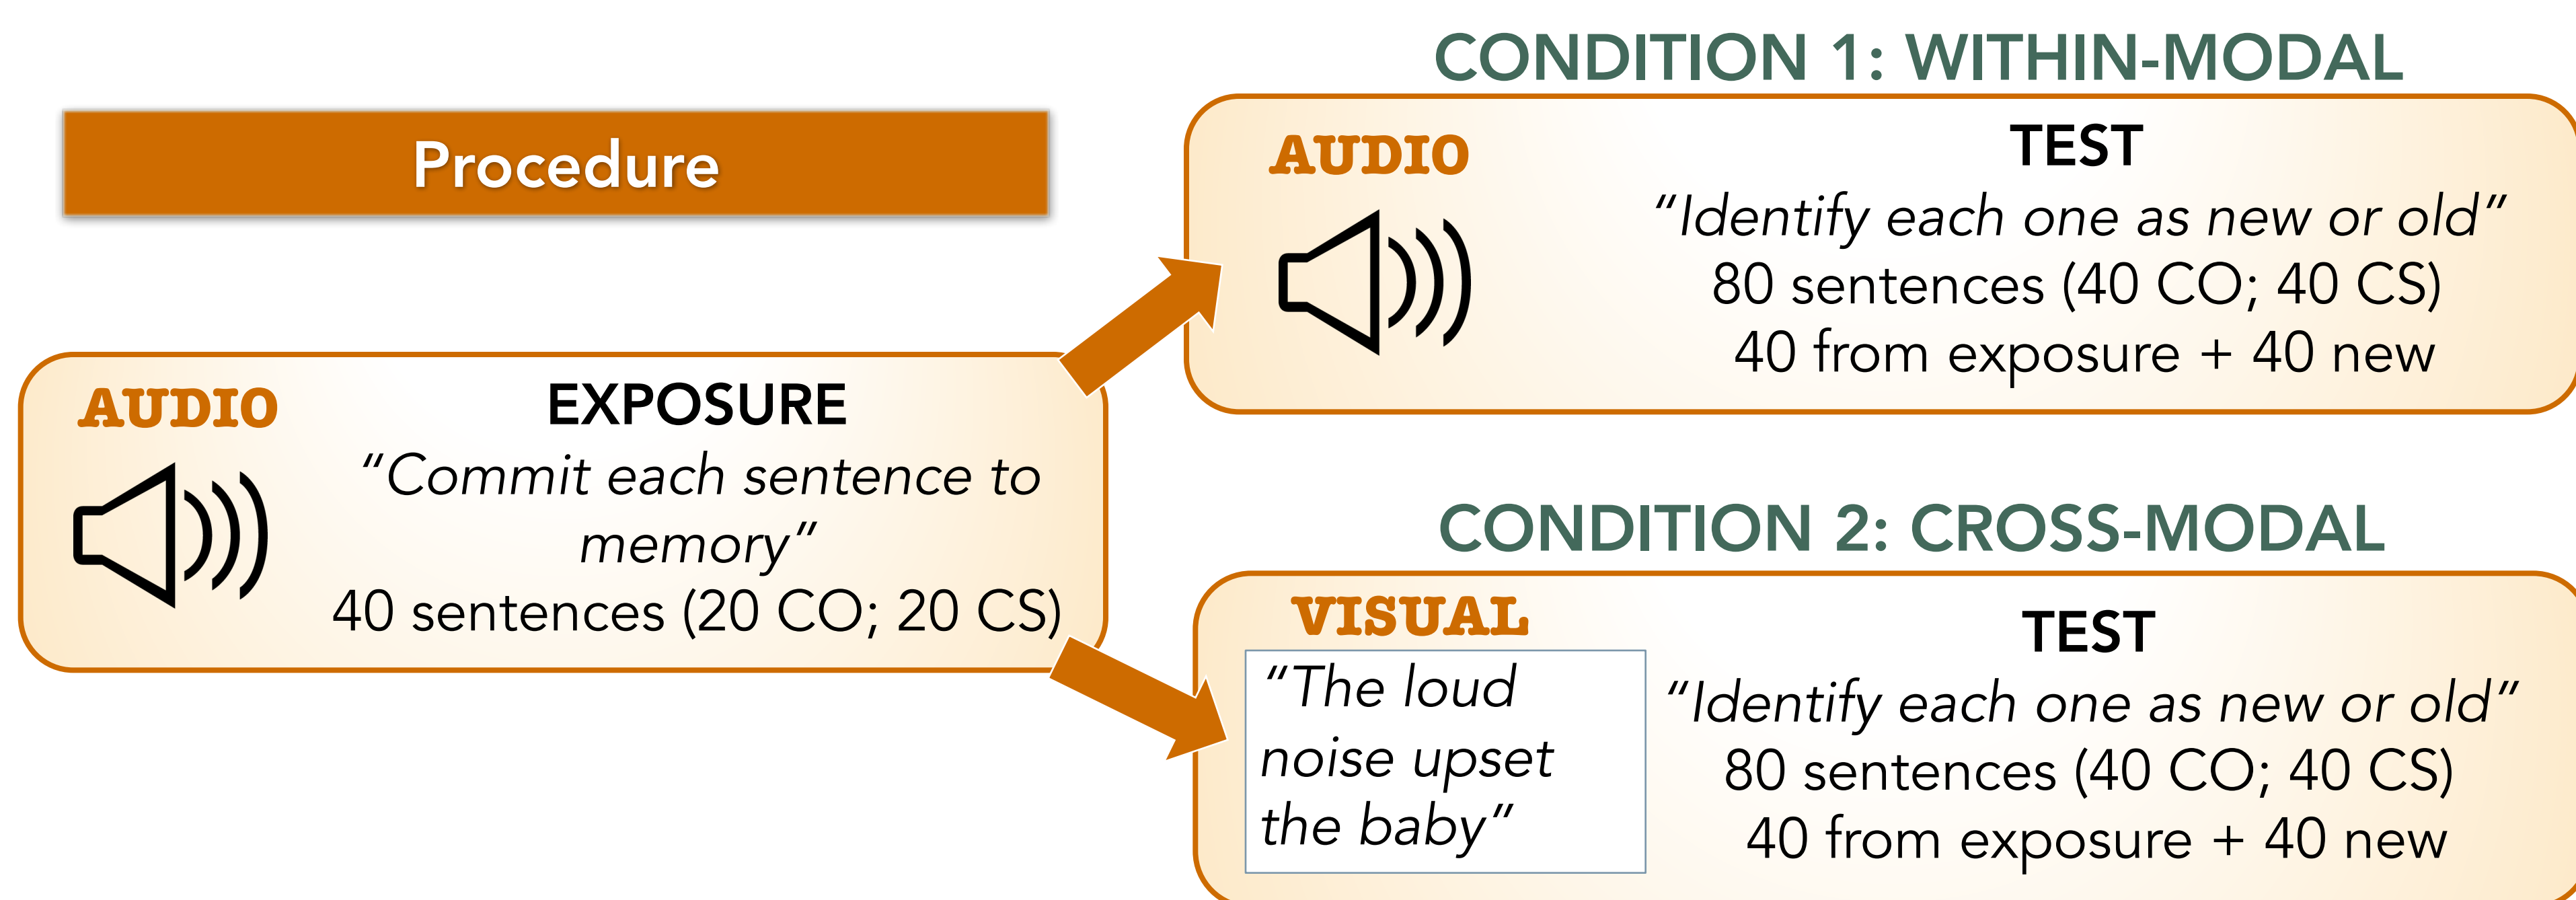 Procedure
AUDIO
EXPOSURE
"Commit each sentence to
memory"
40 sentences (20 CO; 20 CS)
CONDITION 1: WITHIN-MODAL
AUDIO
TEST
"Identify each one as new or old"
80 sentences (40 CO; 40 CS)
40 from exposure + 40 new
CONDITION 2: CROSS-MODAL
VISUAL
"The loud
noise upset
the baby"
TEST
"Identify each one as new or old"
80 sentences (40 CO; 40 CS)
40 from exposure + 40 new